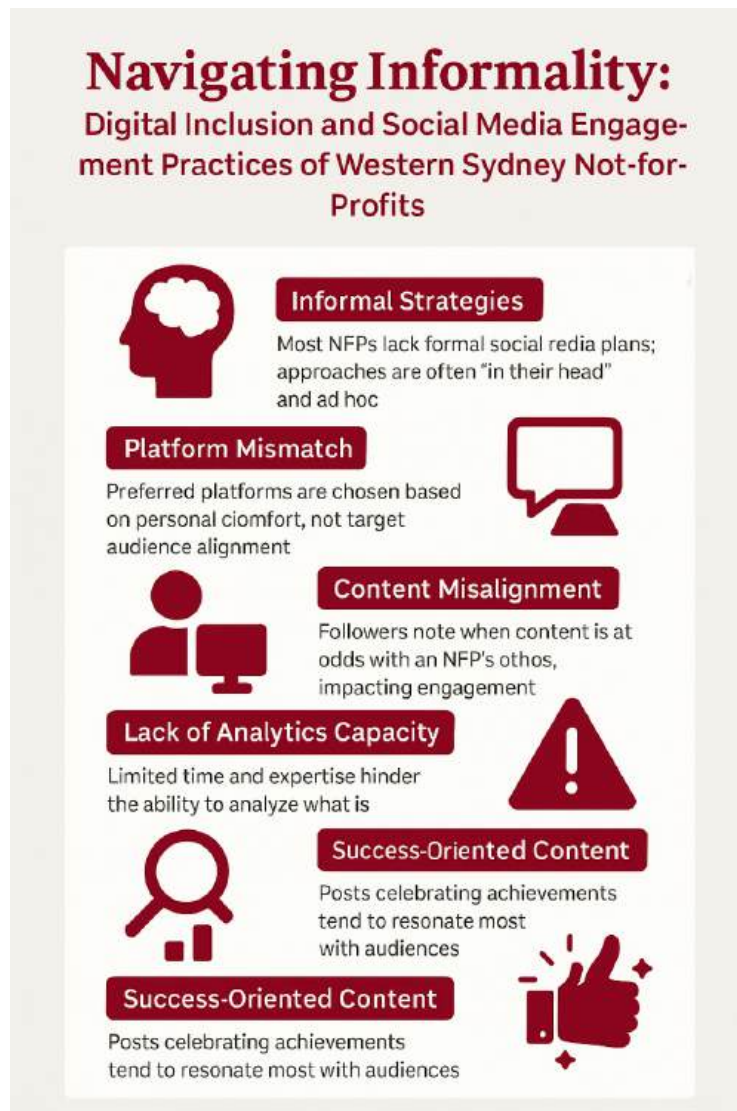 Navigating Informality:
Digital Inclusion and Social Media Engage-
ment Practices of Western Sydney Not-for-
Profits
Informal Strategies
Most NFPs lack formal social redia plans;
approaches are often "in their head"
and ad hoc
Platform Mismatch
Preferred platforms are chosen based
on personal ciomfort, not target
audience alignment
Content Misalignment
Followers note when content is at
odds with an NFP's othos,
impacting engagement
Lack of Analytics Capacity
Limited time and expertise hinder
the ability to analyze what is
Success-Oriented Content
Posts celebrating achievements
tend to resonate most
with audiences
Success-Oriented Content
Posts celebrating achievements
tend to resonate most with audiences